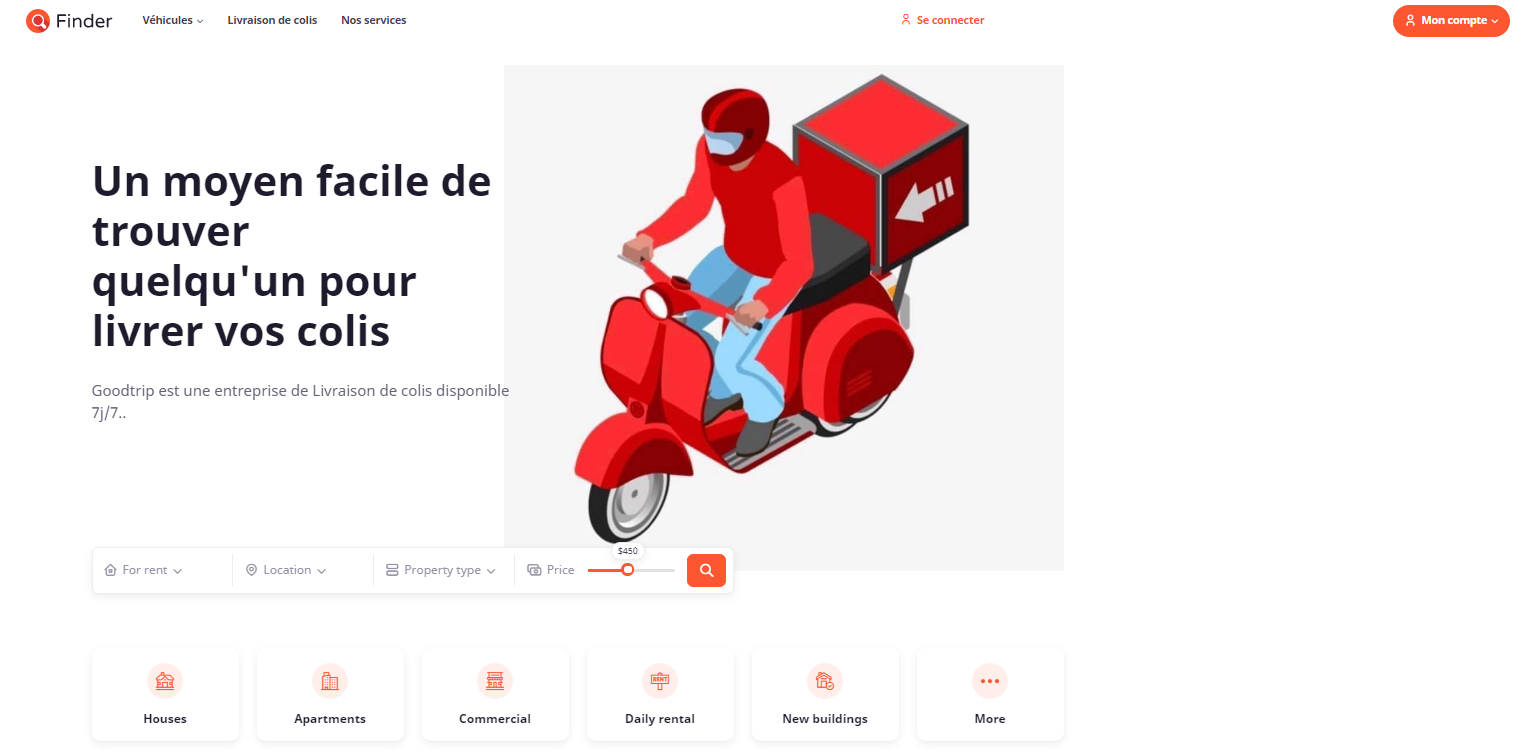 Finder
Véhicules
Livraison de colis
Nos services
Se connecter
Mon compte
Un moyen facile de
trouver
quelqu'un pour
livrer vos colis
Goodtrip est une entreprise de Livraison de colis disponible
7j/7..
$450
For rent
Location
Property type
Price
Houses
Apartments
Commercial
RENT
Daily rental
New buildings
More